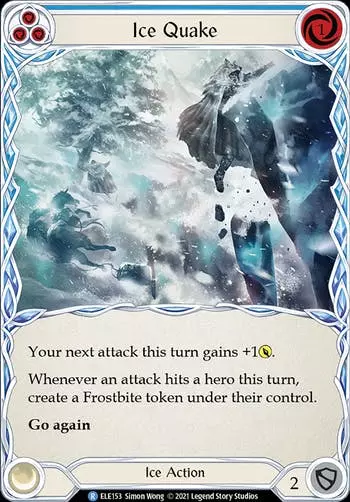 Ice Quake
1
Your next attack this turn gains +1.
Whenever an attack hits a hero this turn,
create a Frostbite token under their control.
Go again
Ice Action
2
R ELE153 Simon Wong © 2021 Legend Story Studios